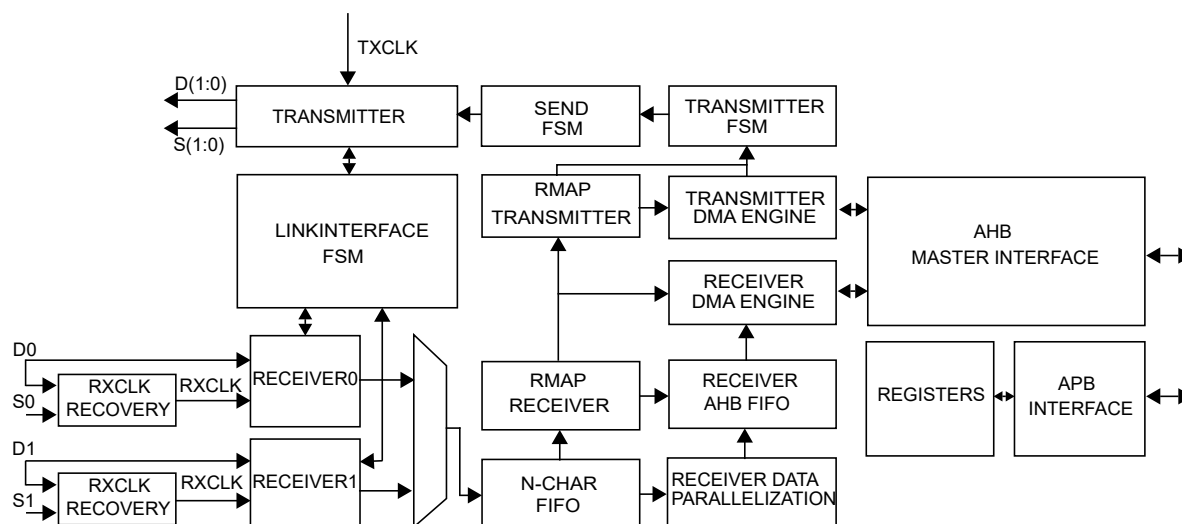 TXCLK
D(1:0)
S(1:0)
TRANSMITTER
SEND
FSM
TRANSMITTER
FSM
LINKINTERFACE
FSM
RMAP
TRANSMITTER
TRANSMITTER
DMA ENGINE
AHB
MASTER INTERFACE
RECEIVER
DMA ENGINE
D0
S0
RXCLK
RECOVERY
RXCLK
RECEIVER0
RMAP
RECEIVER
RECEIVER
AHB FIFO
REGISTERS
APB
INTERFACE
D1
S1
RXCLK
RECOVERY
RXCLK
RECEIVER1
N-CHAR
FIFO
RECEIVER DATA
PARALLELIZATION